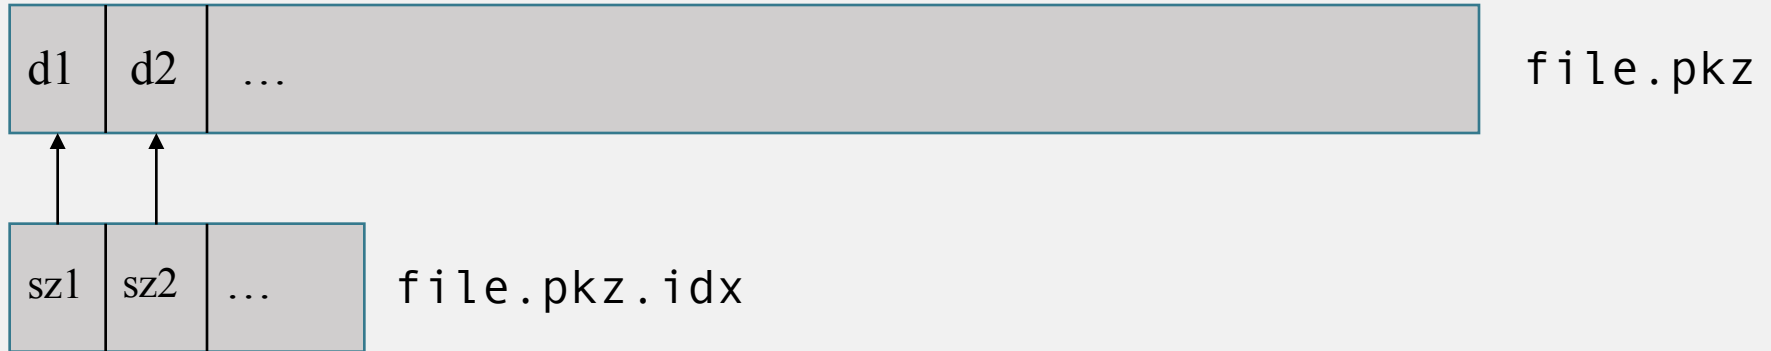 d1 d2 … file.pkz
sz1 sz2 … file.pkz.idx